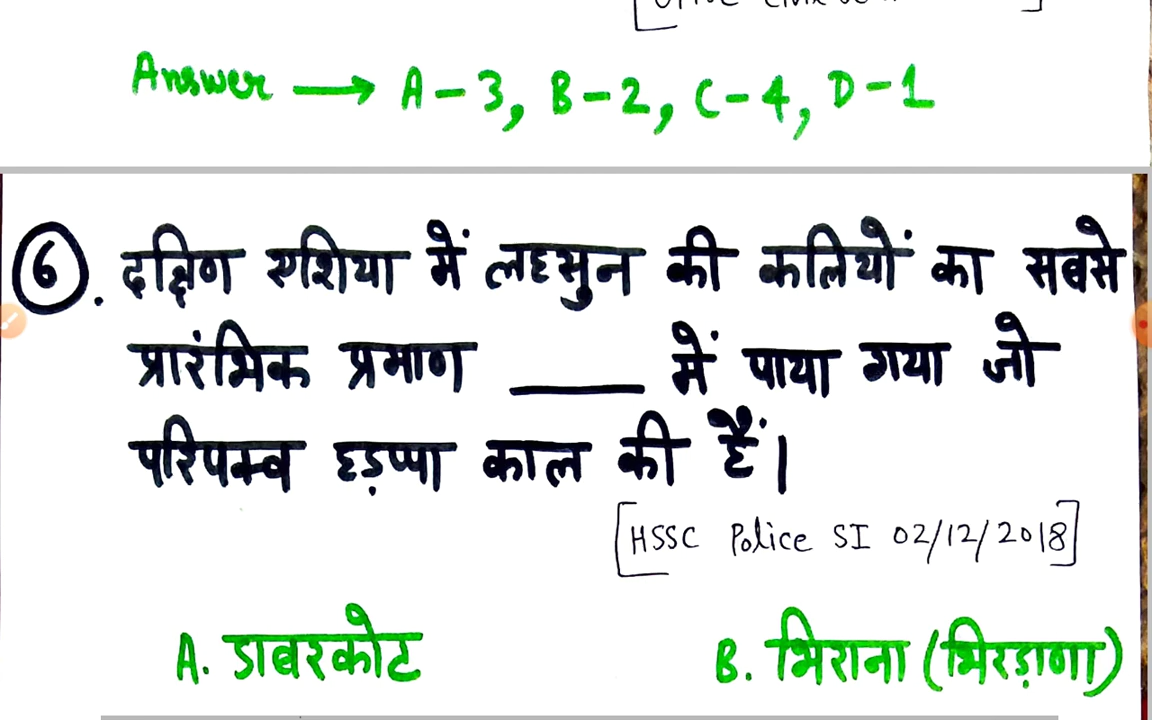 Answer → A-3, B-2, C-4, D-1
6. दक्षिण एशिया में लहसुन की कलियों का सबसे
प्रारंभिक प्रमाण ______ में पाया गया जो
परिपक्व हड़प्पा काल की हैं।
[HSSC Police SI 02/12/2018]
A. डाबरकोट
B. भिराना (भिरड़ाणा)